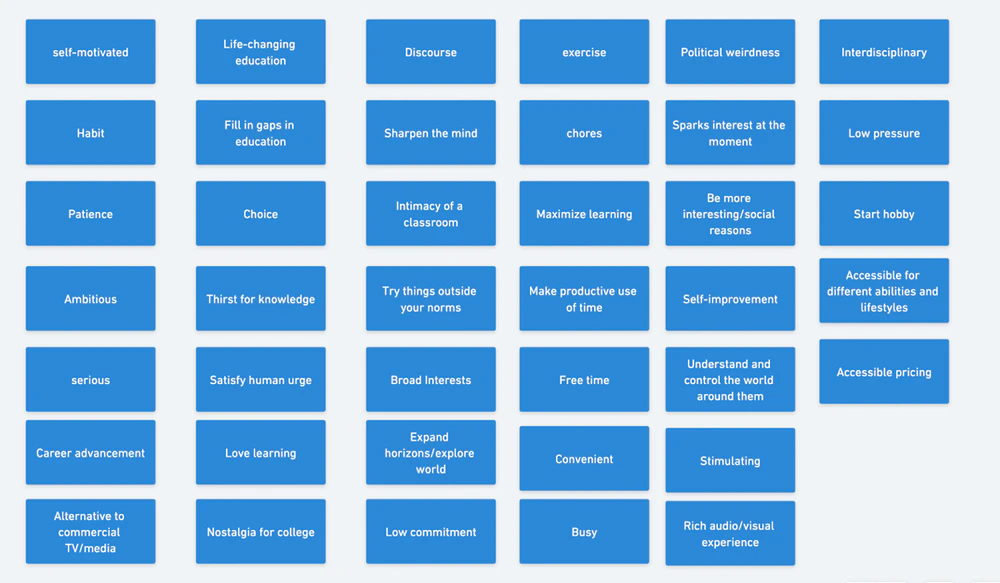 self-motivated
Life-changing
education
Discourse
exercise
Political weirdness
Interdisciplinary
Habit
Fill in gaps in
education
Sharpen the mind
chores
Sparks interest at the
moment
Low pressure
Patience
Choice
Intimacy of a
classroom
Maximize learning
Be more
interesting/social
reasons
Start hobby
Ambitious
Thirst for knowledge
Try things outside
your norms
Make productive use
of time
Self-improvement
Accessible for
different abilities and
lifestyles
serious
Satisfy human urge
Broad Interests
Free time
Understand and
control the world
around them
Accessible pricing
Career advancement
Love learning
Expand
horizons/explore
world
Convenient
Stimulating
Alternative to
commercial
TV/media
Nostalgia for college
Low commitment
Busy
Rich audio/visual
experience